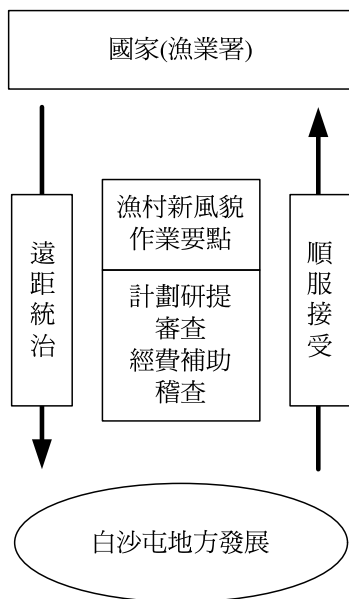 國家(漁業署)
遠距統治
漁村新風貌
作業要點
計劃研提
審查
經費補助
稽查
順服接受
白沙屯地方發展